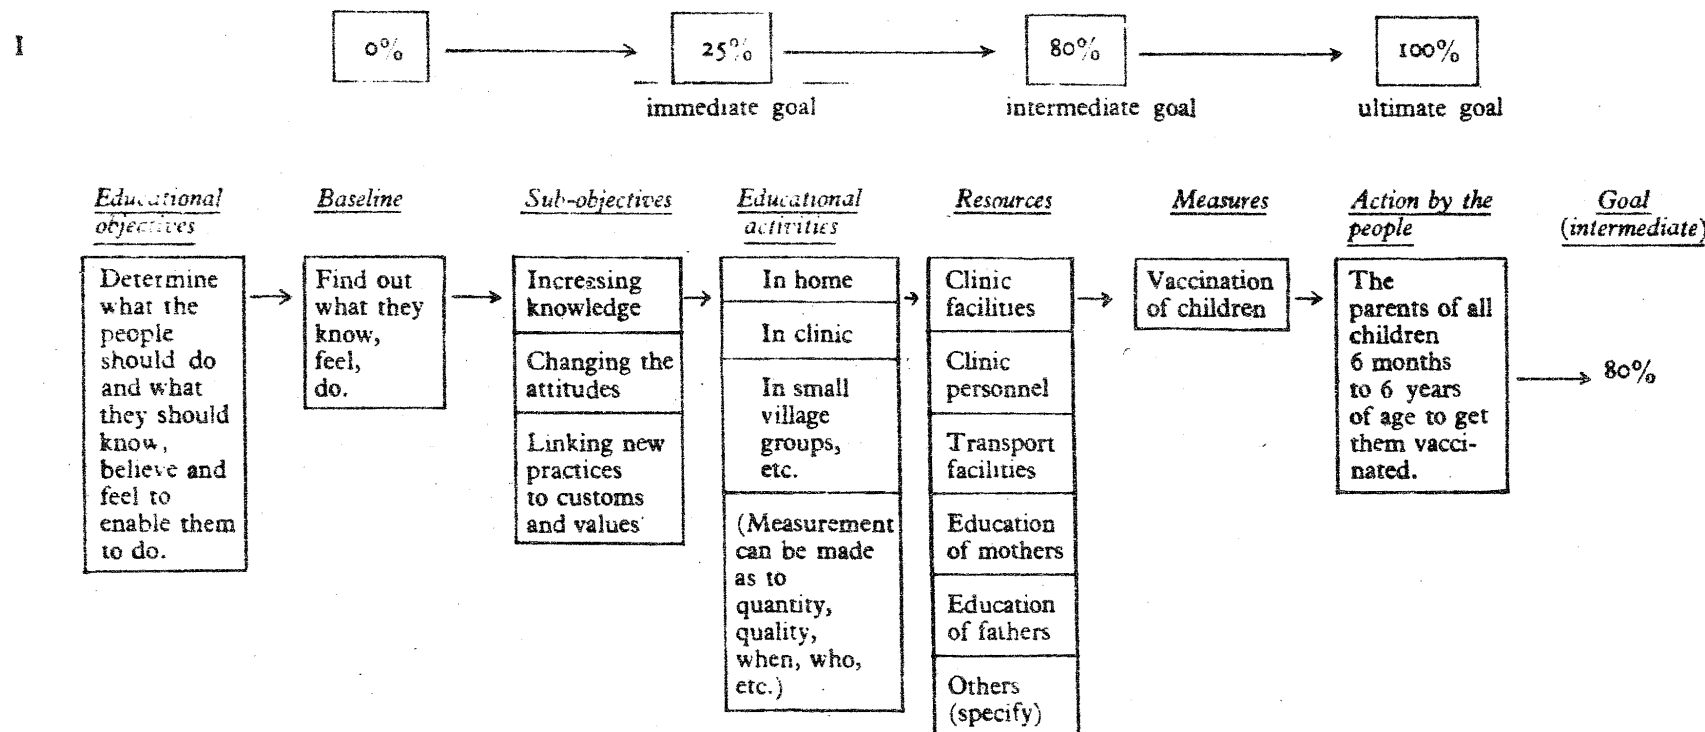 I
0%
25%
80%
100%
immediate goal
intermediate goal
ultimate goal
Educational
objectives
Baseline
Sub-objectives
Educational
activities
Resources
Measures
Action by the
people
Goal
(intermediate)
Determine
what the
people
should do
and what
they should
know,
believe and
feel to
enable them
to do.
Find out
what they
know,
feel,
do.
Increasing
knowledge
Changing the
attitudes
Linking new
practices
to customs
and values
In home
In clinic
In small
village
groups,
etc.
(Measurement
can be made
as to
quantity,
quality,
when, who,
etc.)
Clinic
facilities
Clinic
personnel
Transport
facilities
Education
of mothers
Education
of fathers
Others
(specify)
Vaccination
of children
The
parents of all
children
6 months
to 6 years
of age to get
them vacci-
nated.
80%